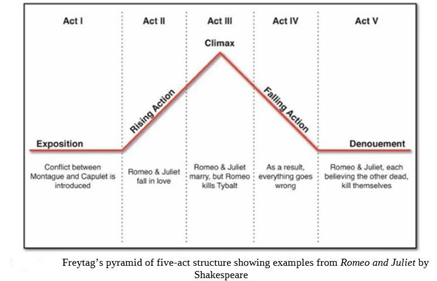 Act I
Act II
Act III
Act IV
Act V
Climax
Rising Action
Falling Action
Exposition
Denouement
Conflict between
Montague and Capulet is
introduced
Romeo & Juliet
fall in love
Romeo & Juliet
marry, but Romeo
kills Tybalt
As a result,
everything goes
wrong
Romeo & Juliet, each
believing the other dead,
kill themselves
Freytag's pyramid of five-act structure showing examples from Romeo and Juliet by
Shakespeare